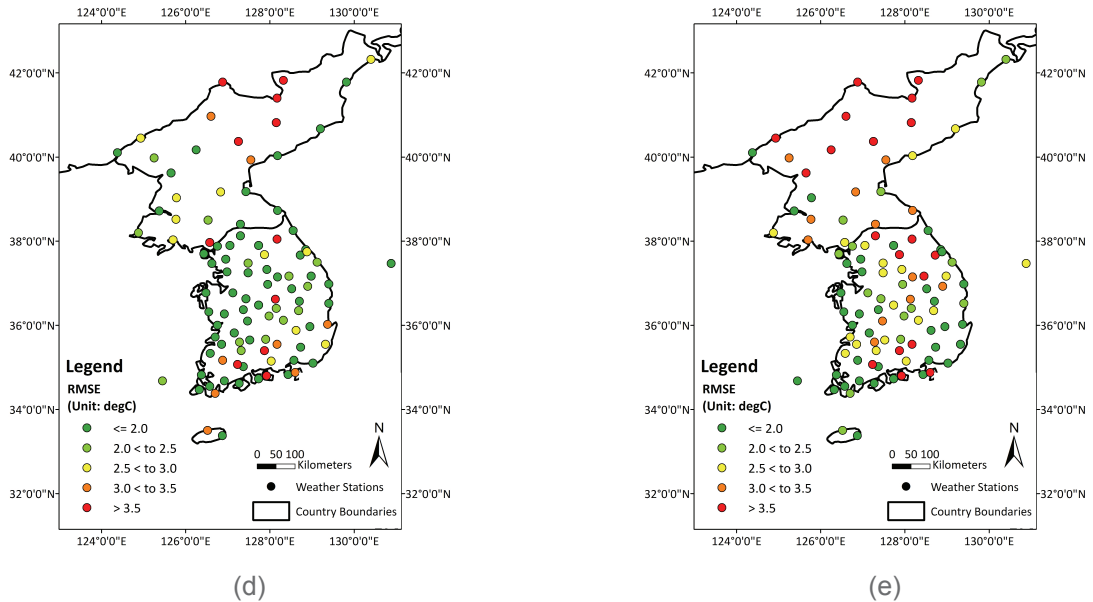 124°0'0"E 126°0'0"E 128°0'0"E 130°0'0"E
42°0'0"N 42°0'0"N
40°0'0"N 40°0'0"N
38°0'0"N 38°0'0"N
36°0'0"N 36°0'0"N
34°0'0"N 34°0'0"N
32°0'0"N 32°0'0"N
Legend
RMSE
(Unit: degC)
<= 2.0
2.0 < to 2.5
2.5 < to 3.0
3.0 < to 3.5
> 3.5
N
0 50 100
Kilometers
Weather Stations
Country Boundaries
124°0'0"E 126°0'0"E 128°0'0"E 130°0'0"E
(d)
124°0'0"E 126°0'0"E 128°0'0"E 130°0'0"E
42°0'0"N 42°0'0"N
40°0'0"N 40°0'0"N
38°0'0"N 38°0'0"N
36°0'0"N 36°0'0"N
34°0'0"N 34°0'0"N
32°0'0"N 32°0'0"N
Legend
RMSE
(Unit: degC)
<= 2.0
2.0 < to 2.5
2.5 < to 3.0
3.0 < to 3.5
> 3.5
N
0 50 100
Kilometers
Weather Stations
Country Boundaries
124°0'0"E 126°0'0"E 128°0'0"E 130°0'0"E
(e)